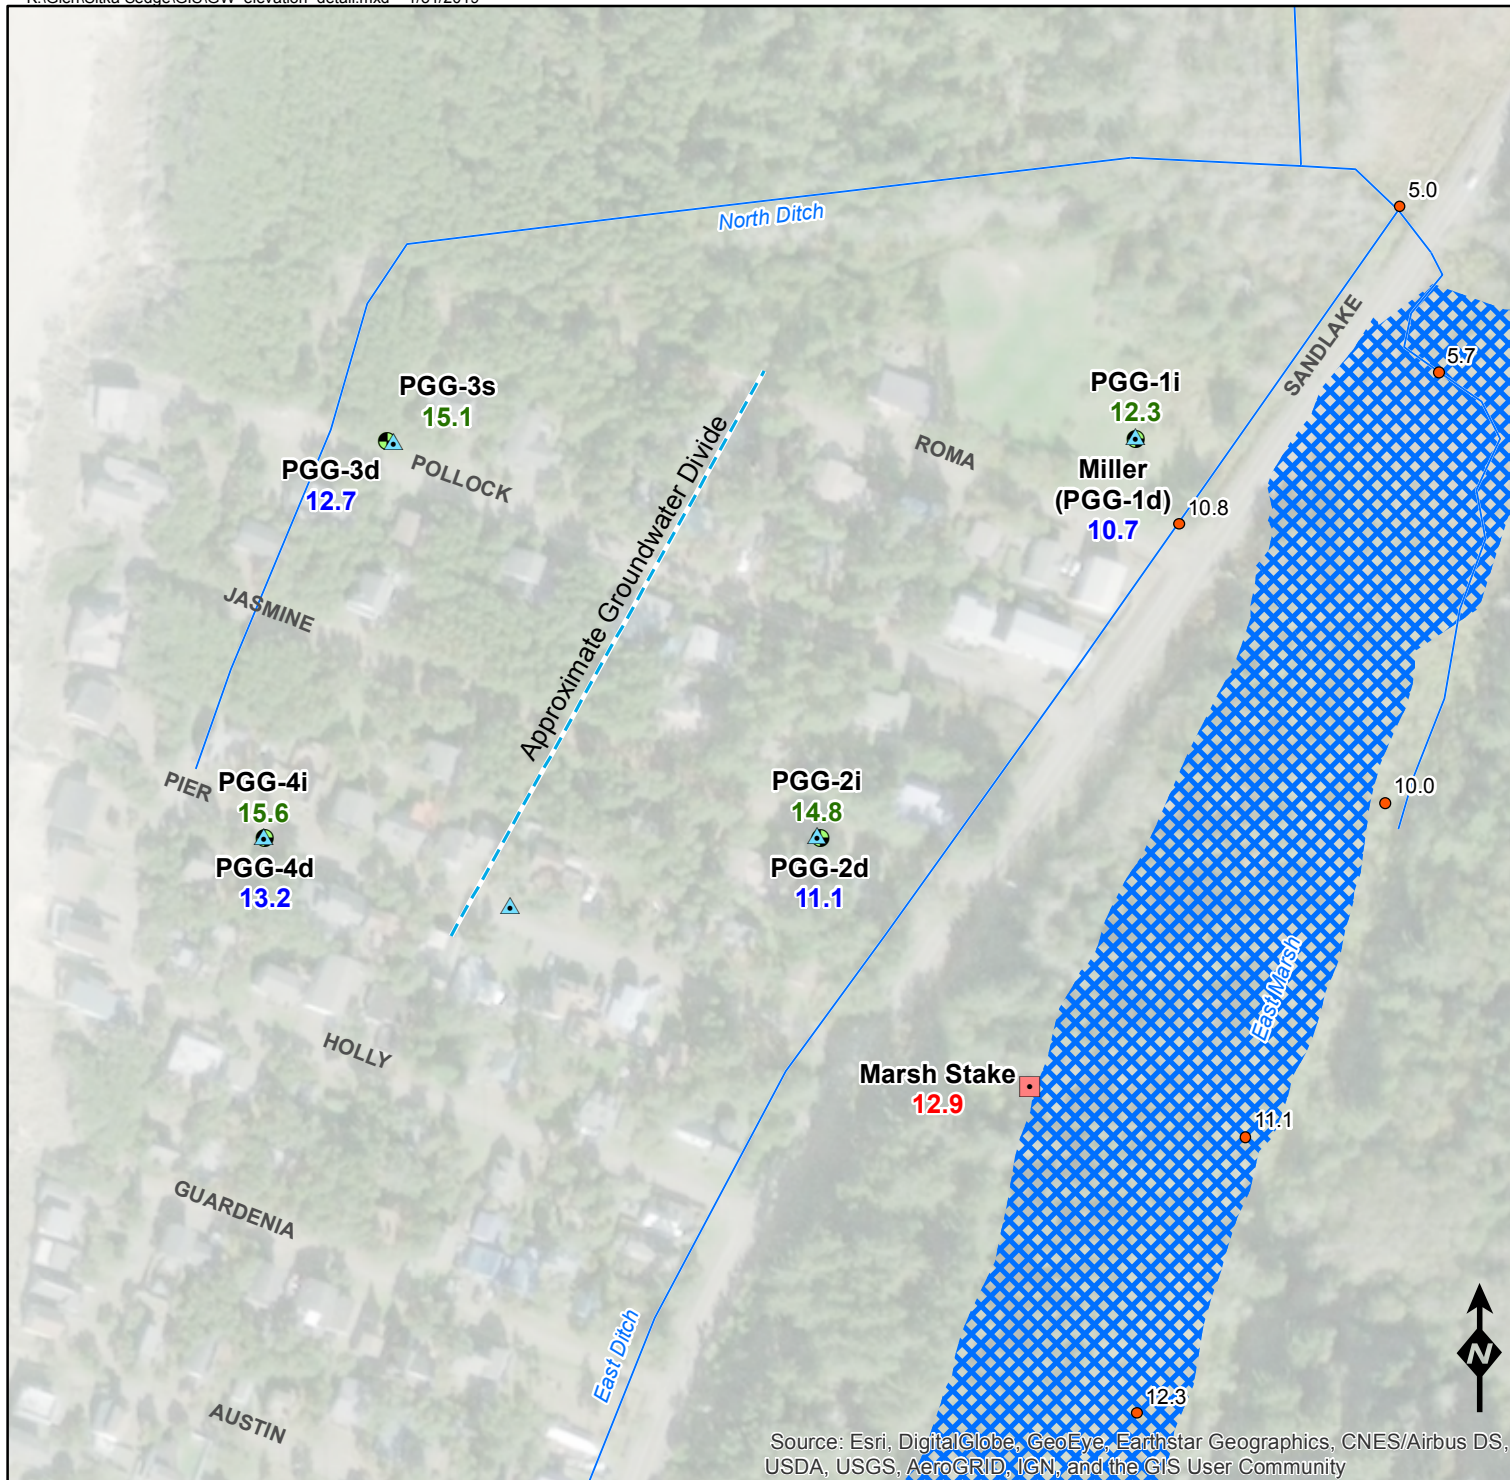 5.0
North Ditch
SANDLAKE
5.7
PGG-3s
15.1
PGG-1i
12.3
Approximate Groundwater Divide
ROMA
PGG-3d
12.7
POLLOCK
Miller
(PGG-1d)
10.7
10.8
JASMINE
PIER
PGG-4i
15.6
PGG-4d
13.2
PGG-2i
14.8
PGG-2d
11.1
10.0
East Marsh
HOLLY
Marsh Stake
12.9
11.1
GUARDENIA
East Ditch
AUSTIN
12.3
N
Source: Esri, DigitalGlobe, GeoEye, Earthstar Geographics, CNES/Airbus DS,
USDA, USGS, AeroGRID, IGN, and the GIS User Community